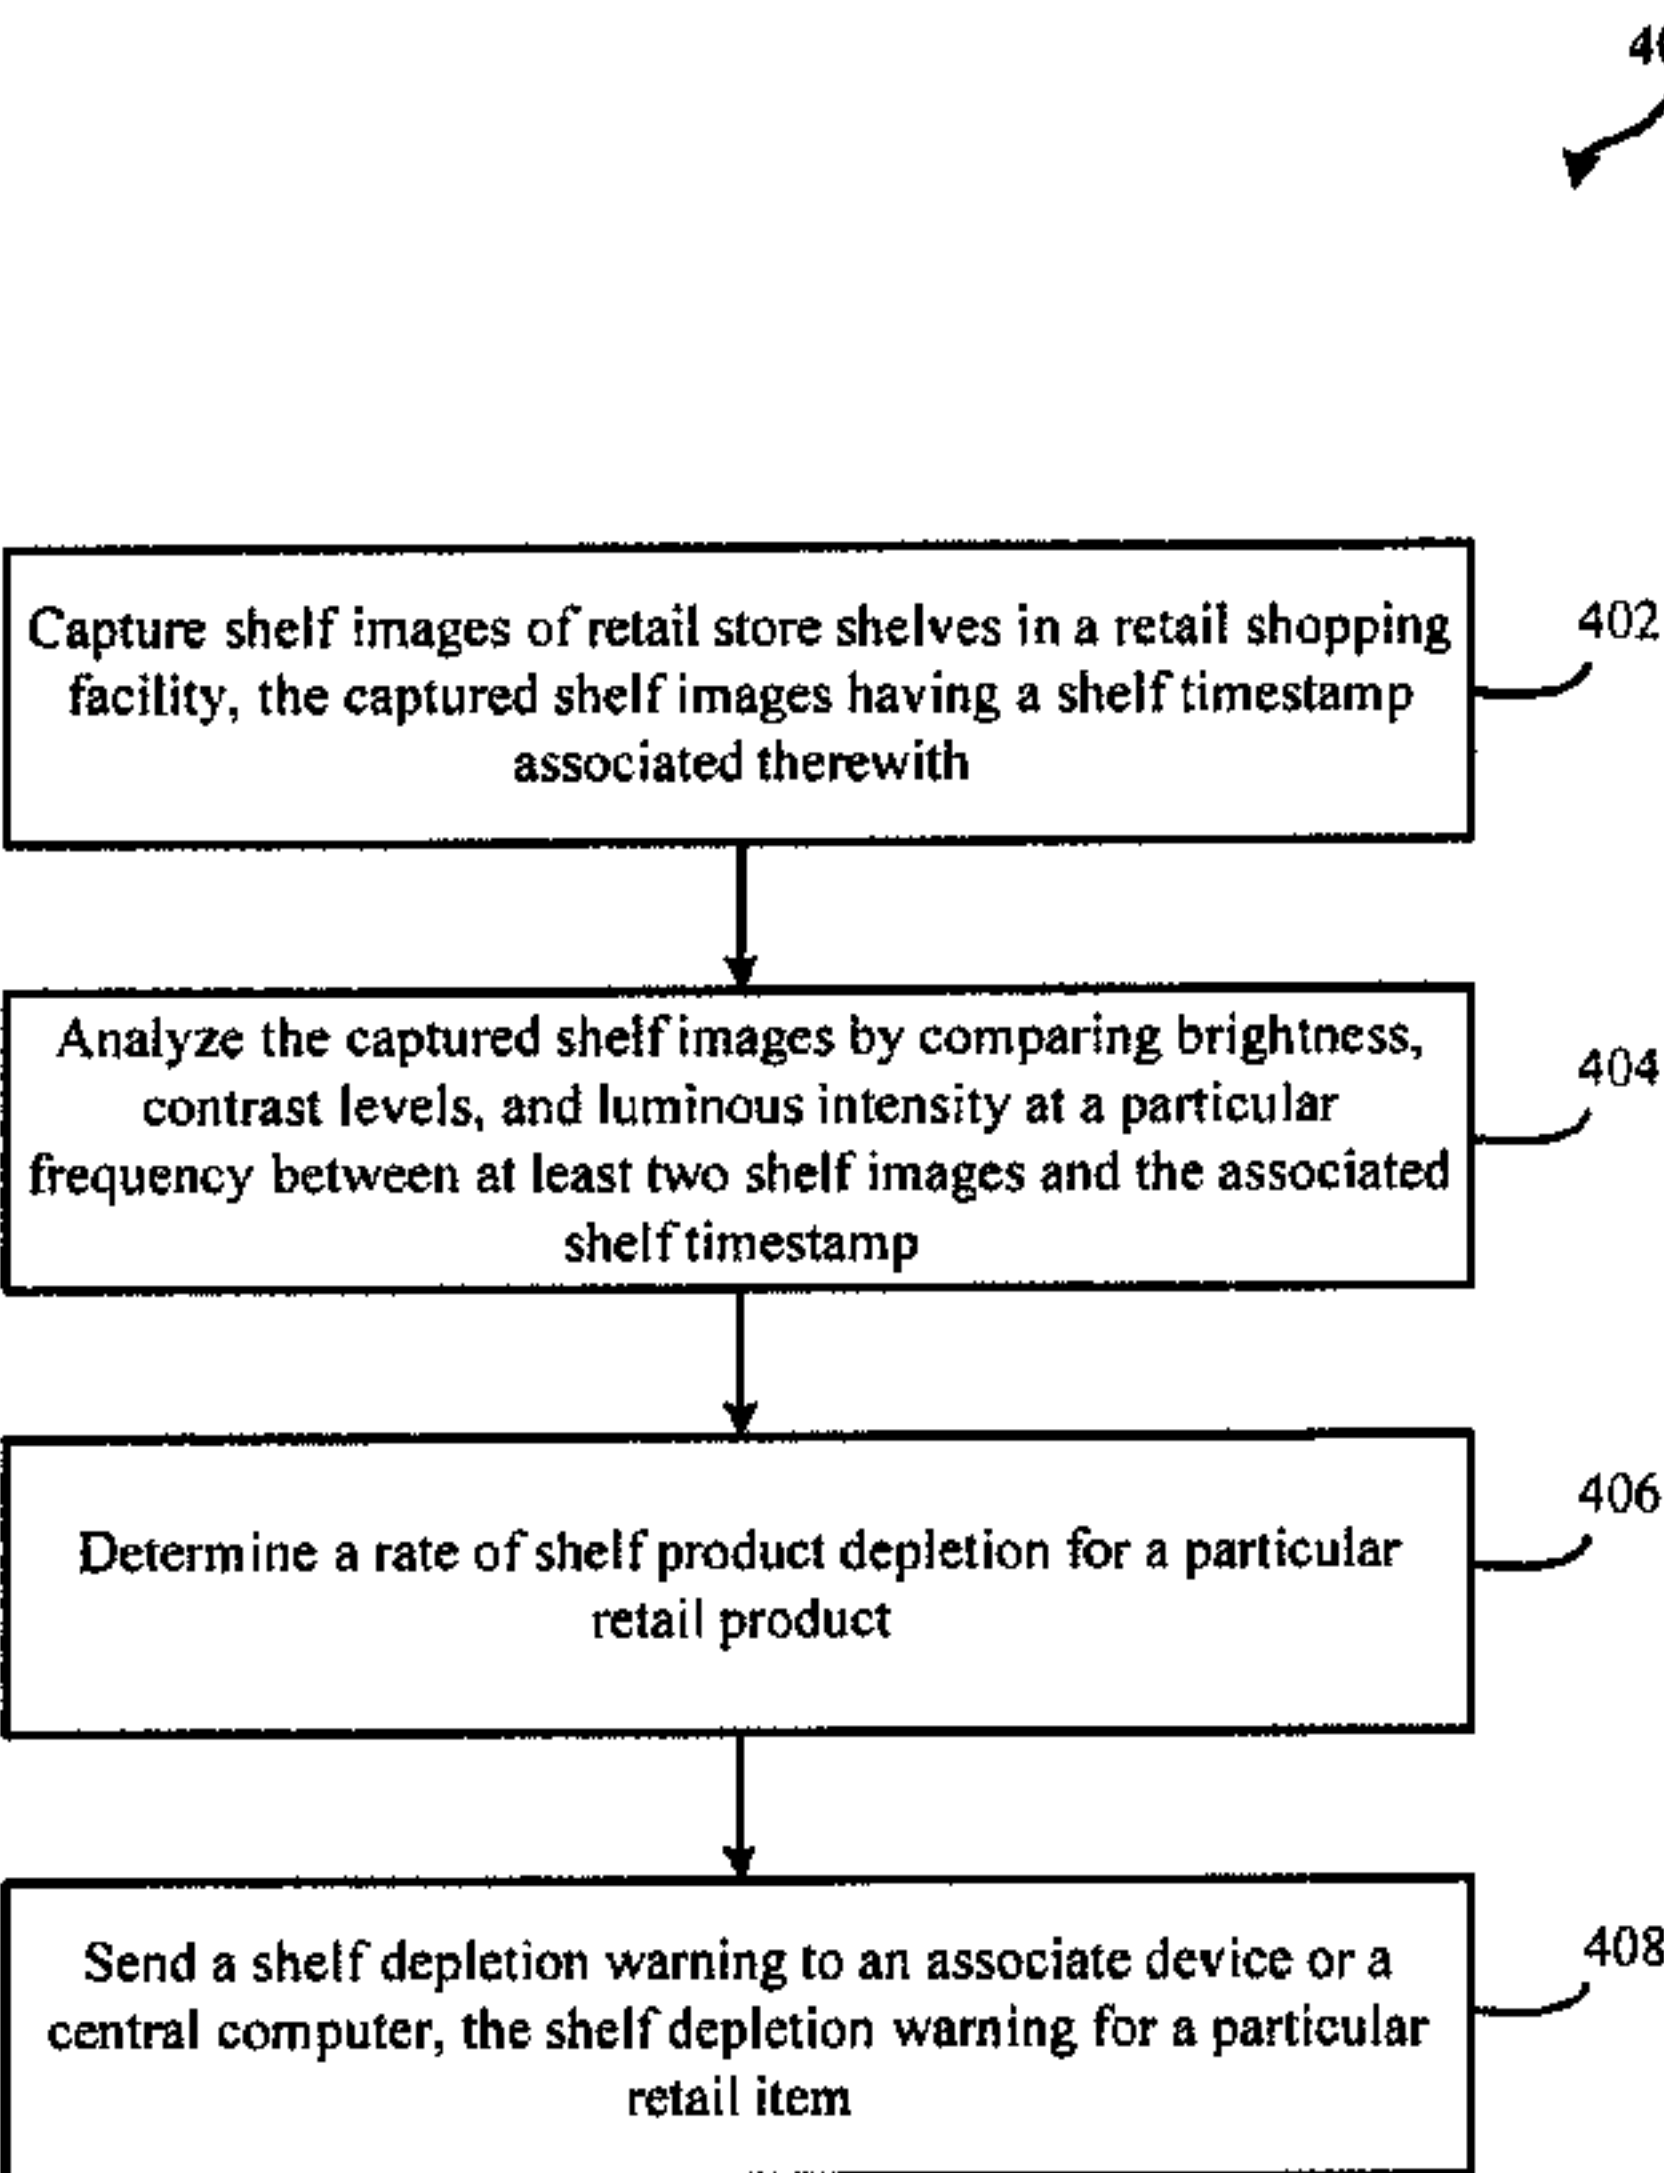 Capture shelf images of retail store shelves in a retail shopping
facility, the captured shelf images having a shelf timestamp
associated therewith
402
Analyze the captured shelf images by comparing brightness,
contrast levels, and luminous intensity at a particular
frequency between at least two shelf images and the associated
shelf timestamp
404
Determine a rate of shelf product depletion for a particular
retail product
406
Send a shelf depletion warning to an associate device or a
central computer, the shelf depletion warning for a particular
retail item
408